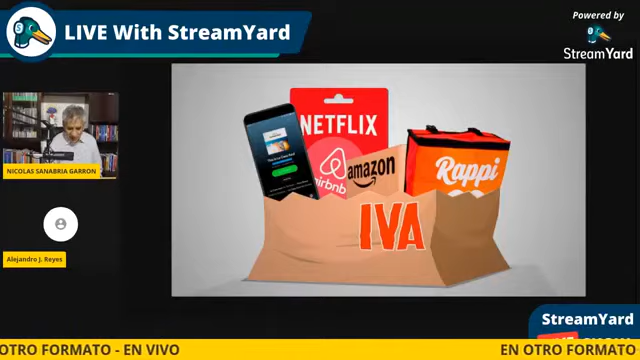 LIVE With StreamYard
Powered by
StreamYard
NETFLIX
airbnb
amazon
Rappi
IVA
NICOLAS SANABRIA GARRON
Alejandro J. Reyes
StreamYard
OTRO FORMATO - EN VIVO
EN OTRO FORMATO